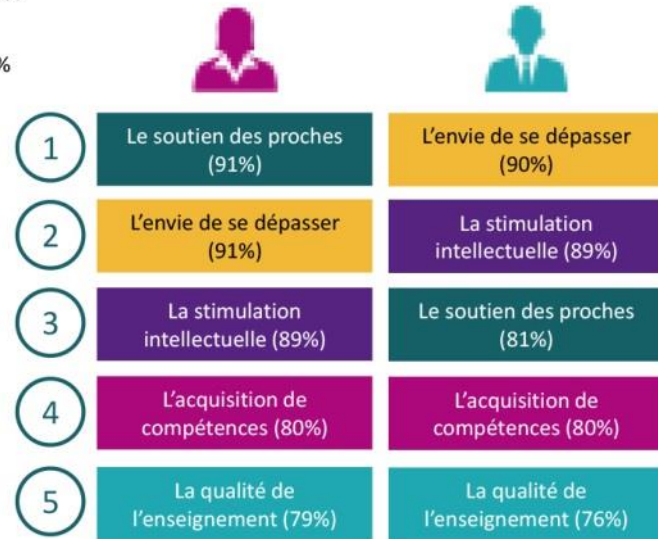 %
1
Le soutien des proches
(91%)
L'envie de se dépasser
(90%)
2
L'envie de se dépasser
(91%)
La stimulation
intellectuelle (89%)
3
La stimulation
intellectuelle (89%)
Le soutien des proches
(81%)
4
L'acquisition de
compétences (80%)
L'acquisition de
compétences (80%)
5
La qualité de
l'enseignement (79%)
La qualité de
l'enseignement (76%)